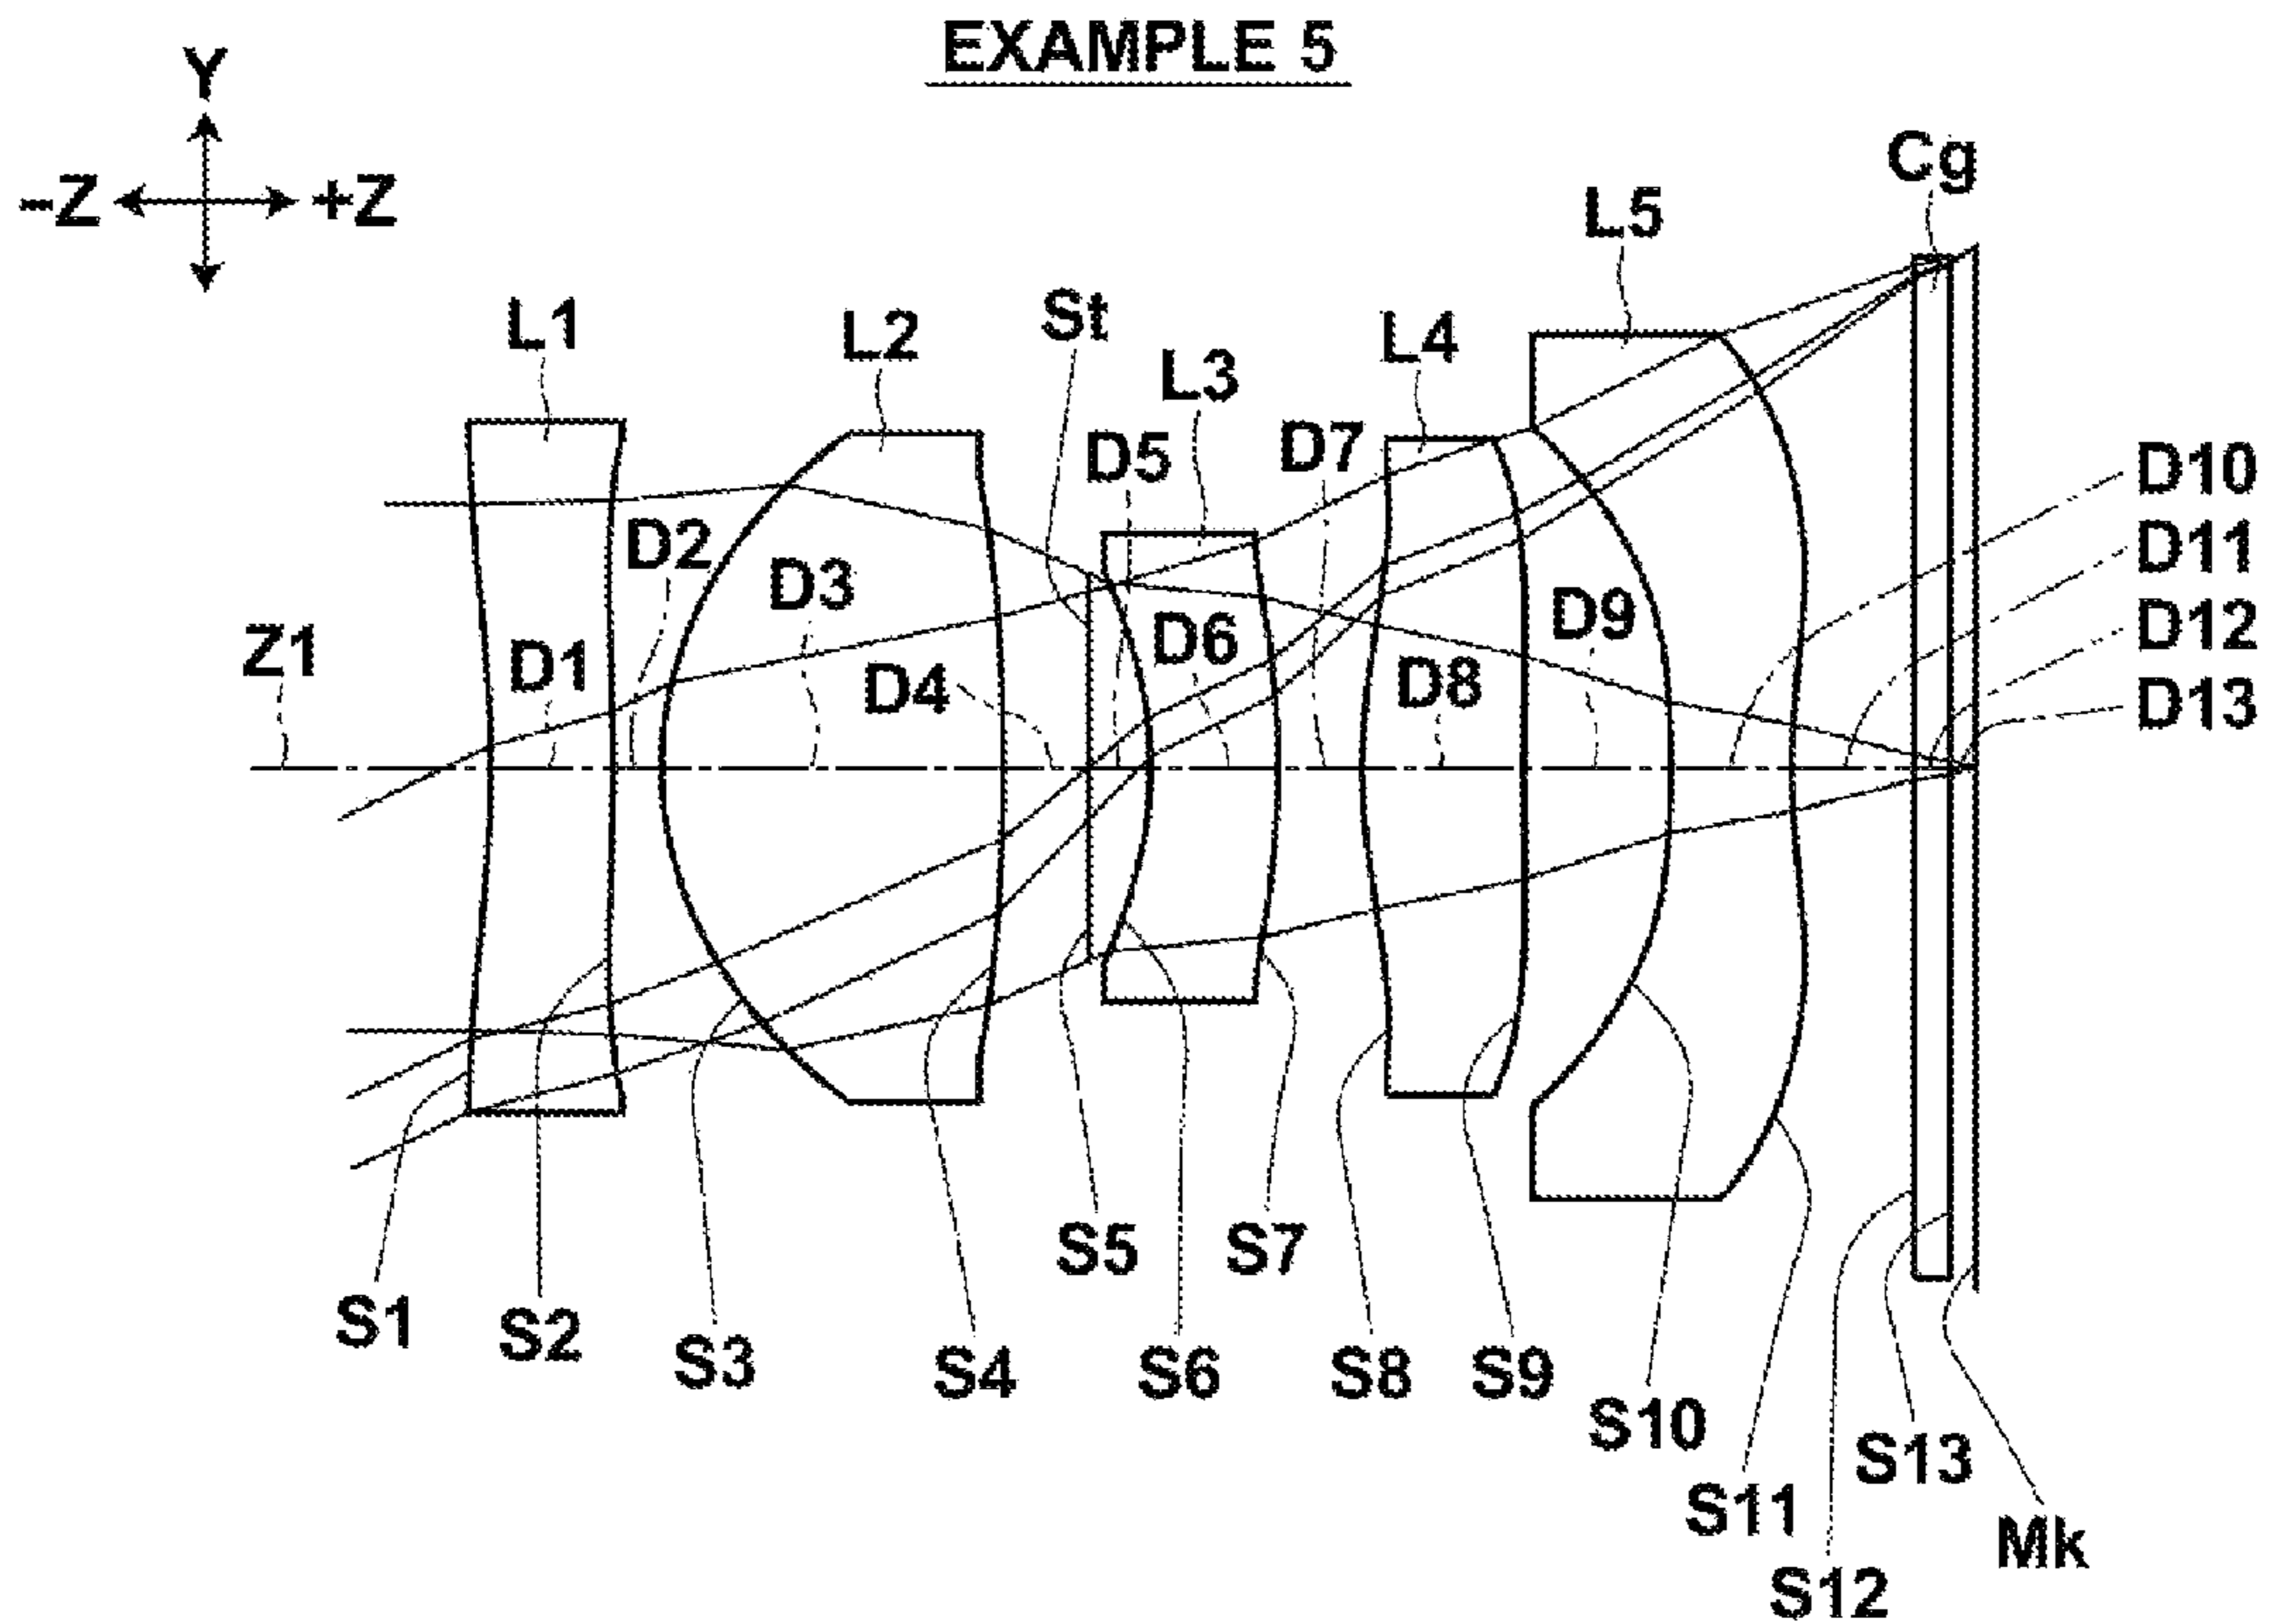 EXAMPLE 5
Y
-Z
+Z
Cg
L5
L1
L2
St
L4
L3
D5
D7
D10
D2
D11
D3
D9
D12
Z1
D1
D6
D4
D8
D13
S5
S7
S1
S2
S3
S4
S6
S8
S9
S10
S13
S11
Mk
S12